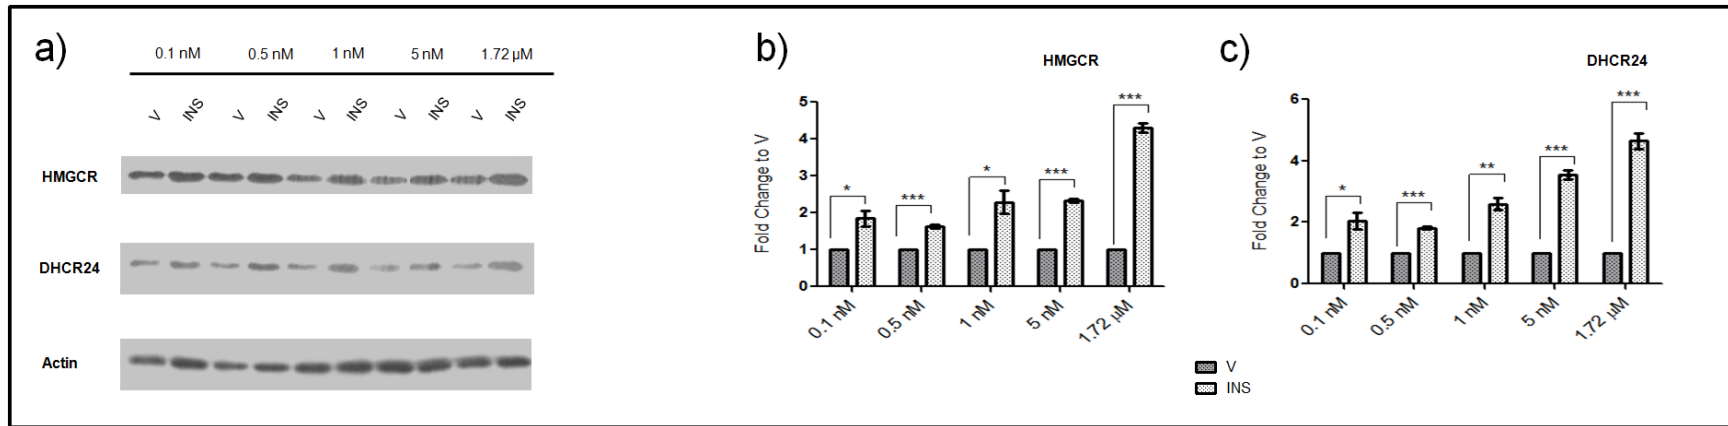 a)
0.1 nM 0.5 nM 1 nM 5 nM 1.72 µM
V INS V INS V INS V INS V INS
HMGCR
DHCR24
Actin
b)
HMGCR
Fold Change to V
5
4
3
2
1
0
* *** * *** ***
0.1 nM 0.5 nM 1 nM 5 nM 1.72 µM
c)
DHCR24
Fold Change to V
6
4
2
0
* *** ** *** ***
0.1 nM 0.5 nM 1 nM 5 nM 1.72 µM
V
INS